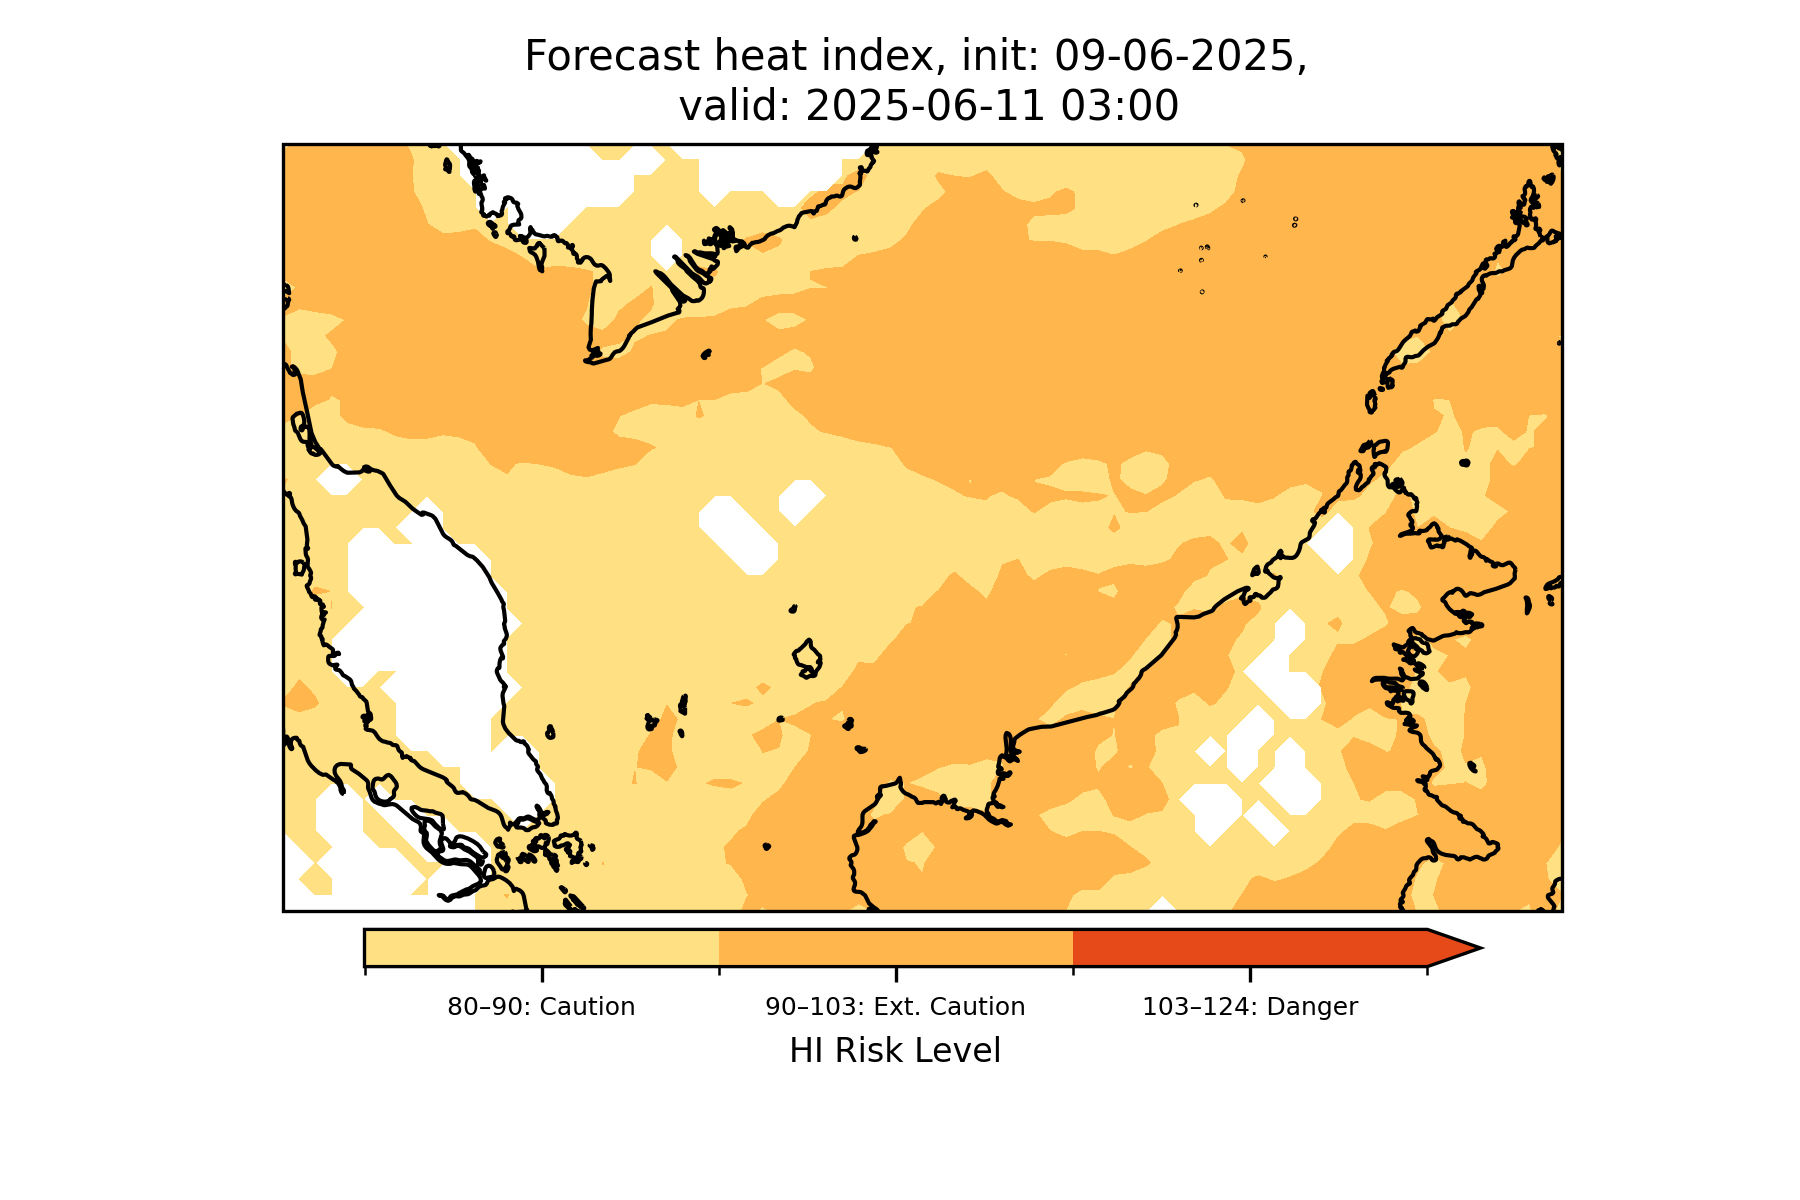 Forecast heat index, init: 09-06-2025,
valid: 2025-06-11 03:00
80–90: Caution
90–103: Ext. Caution
103–124: Danger
HI Risk Level